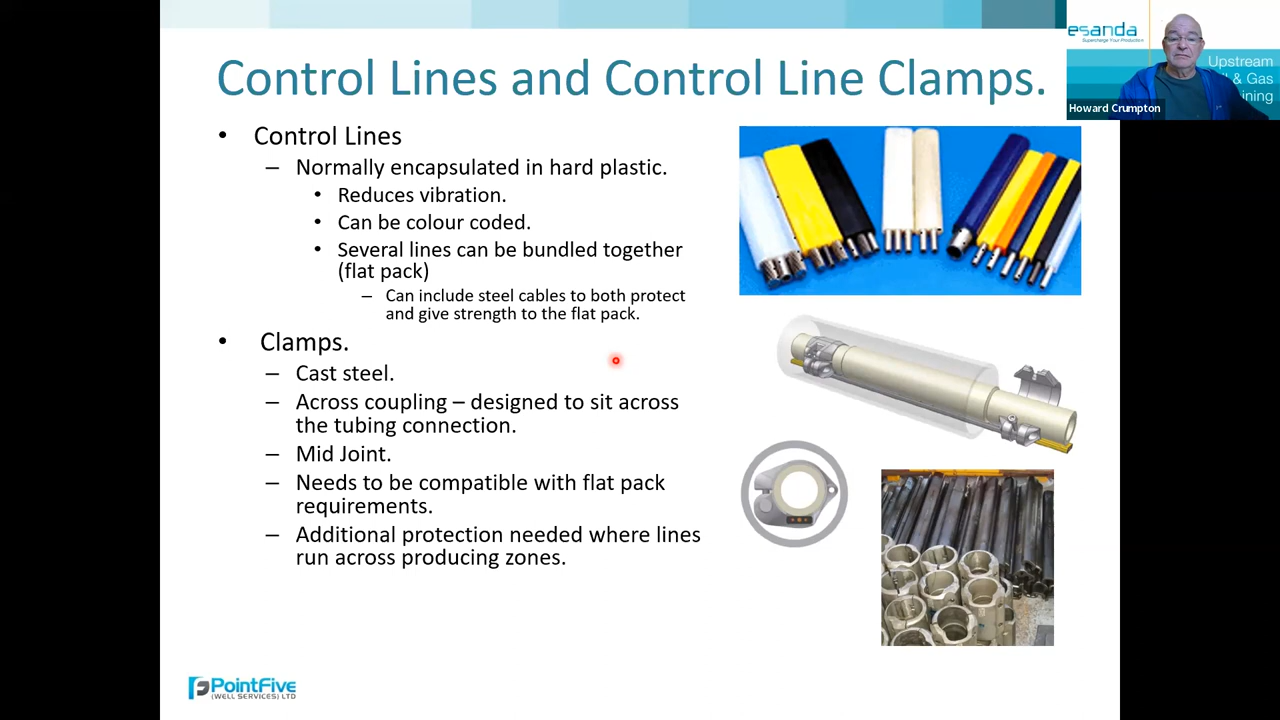 Control Lines and Control Line Clamps.
esanda
Supercharge Your Production
Upstream
il & Gas
ining
Howard Crumpton
• Control Lines
– Normally encapsulated in hard plastic.
• Reduces vibration.
• Can be colour coded.
• Several lines can be bundled together
(flat pack)
– Can include steel cables to both protect
and give strength to the flat pack.
• Clamps.
– Cast steel.
– Across coupling – designed to sit across
the tubing connection.
– Mid Joint.
– Needs to be compatible with flat pack
requirements.
– Additional protection needed where lines
run across producing zones.
PointFive
(WELL SERVICES) LTD